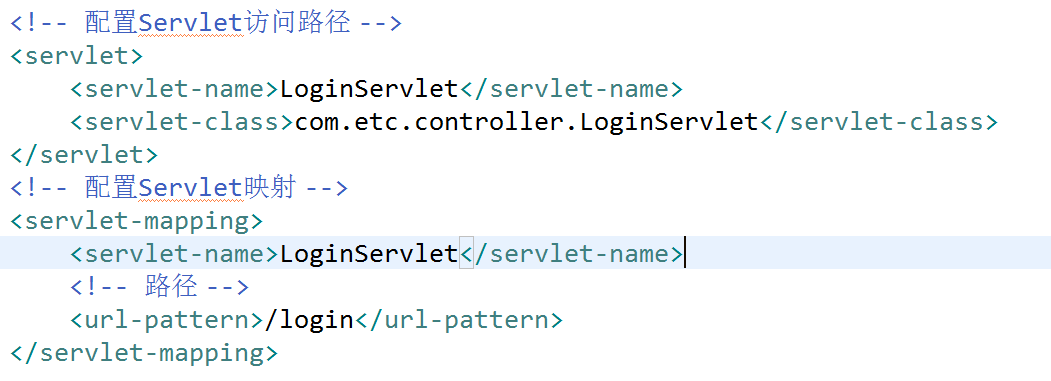 <!-- 配置Servlet访问路径 -->
<servlet>
    <servlet-name>LoginServlet</servlet-name>
    <servlet-class>com.etc.controller.LoginServlet</servlet-class>
</servlet>
<!-- 配置Servlet映射 -->
<servlet-mapping>
    <servlet-name>LoginServlet</servlet-name>
    <!-- 路径 -->
    <url-pattern>/login</url-pattern>
</servlet-mapping>